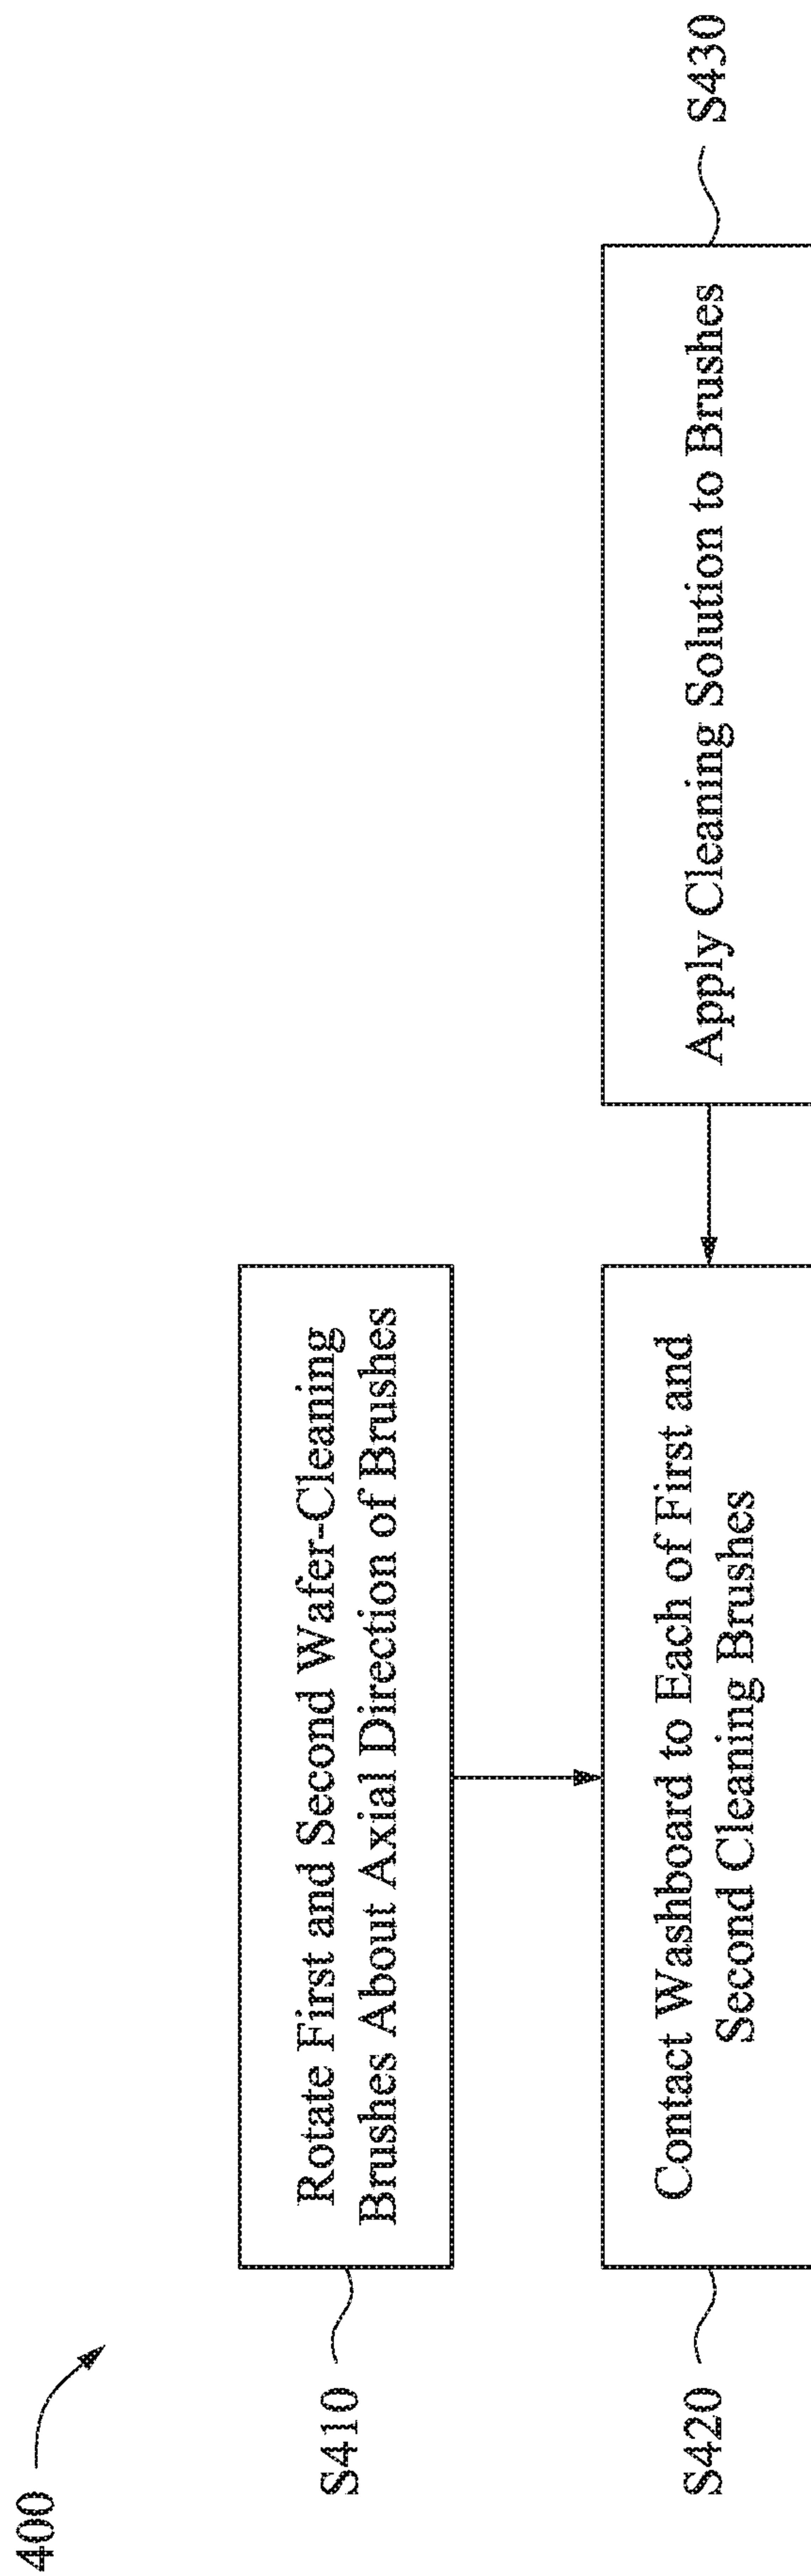 400
S410
Rotate First and Second Wafer-Cleaning
Brushes About Axial Direction of Brushes
S420
Contact Washboard to Each of First and
Second Cleaning Brushes
Apply Cleaning Solution to Brushes
S430